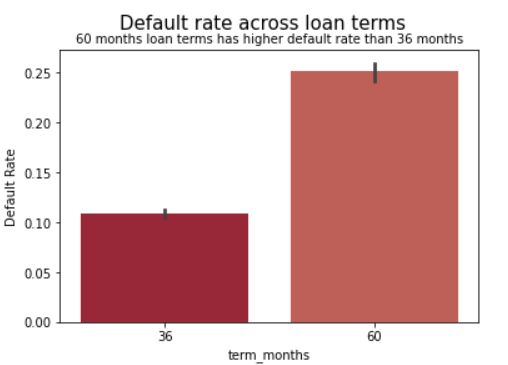 Default rate across loan terms
60 months loan terms has higher default rate than 36 months
0.25
0.20
0.15
0.10
0.05
0.00
Default Rate
36
60
term_months